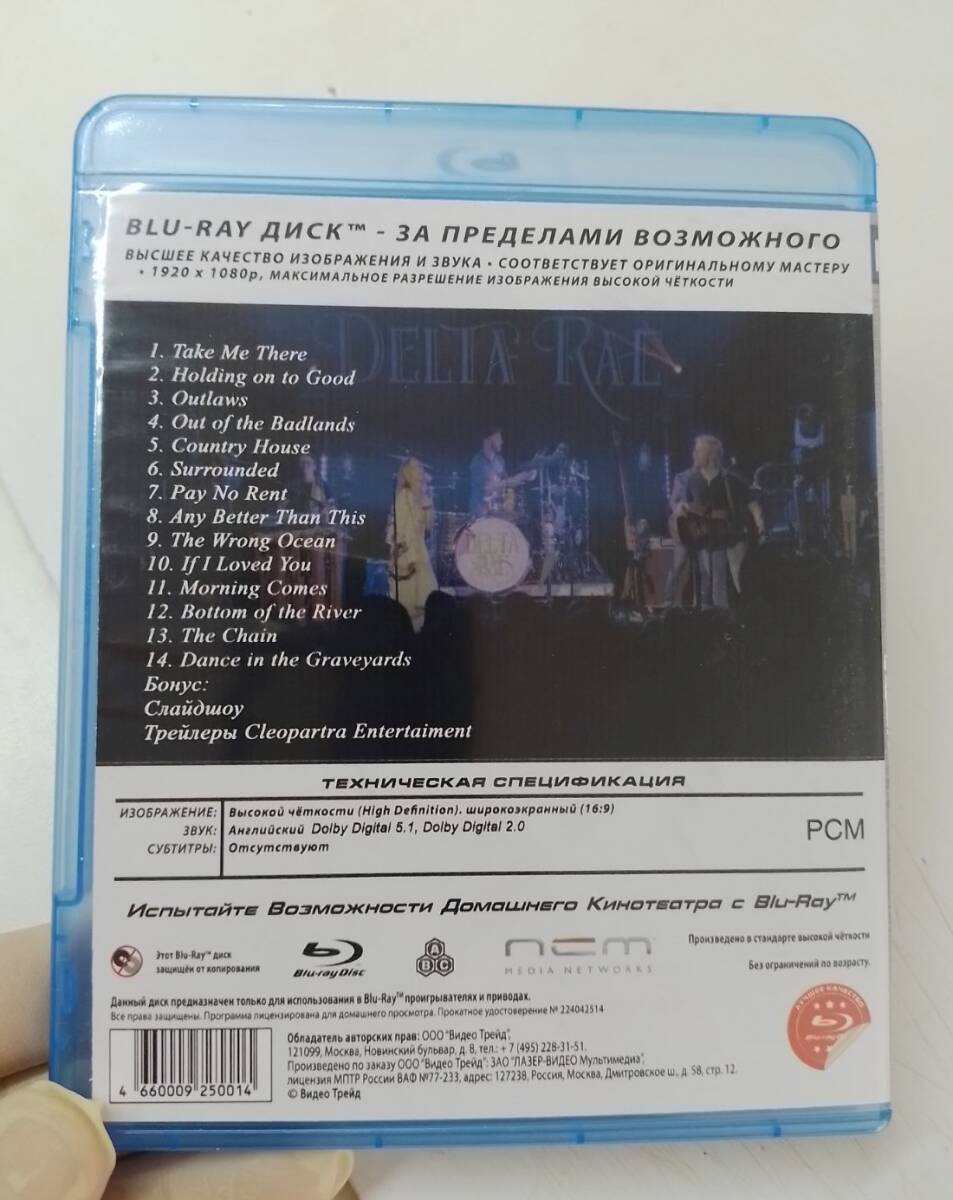 BLU-RAY ДИСК™ - ЗА ПРЕДЕЛАМИ ВОЗМОЖНОГО
ВЫСШЕЕ КАЧЕСТВО ИЗОБРАЖЕНИЯ И ЗВУКА • СООТВЕТСТВУЕТ ОРИГИНАЛЬНОМУ МАСТЕРУ
• 1920 x 1080p, МАКСИМАЛЬНОЕ РАЗРЕШЕНИЕ ИЗОБРАЖЕНИЯ ВЫСОКОЙ ЧЁТКОСТИ
DELTA RAE
1. Take Me There
2. Holding on to Good
3. Outlaws
4. Out of the Badlands
5. Country House
6. Surrounded
7. Pay No Rent
8. Any Better Than This
9. The Wrong Ocean
10. If I Loved You
11. Morning Comes
12. Bottom of the River
13. The Chain
14. Dance in the Graveyards
Бонус:
Слайдшоу
Трейлеры Cleopartra Entertaiment
DELTA
RAE
ТЕХНИЧЕСКАЯ СПЕЦИФИКАЦИЯ
ИЗОБРАЖЕНИЕ: Высокой чёткости (High Definition). широкоэкранный (16:9)
ЗВУК: Английский Dolby Digital 5.1, Dolby Digital 2.0
СУБТИТРЫ: Отсутствуют
PCM
Испытайте Возможности Домашнего Кинотеатра с Blu-Ray™
Этот Blu-Ray™ диск
защищён от копирования
Blu-ray Disc
A
B C
ncm
MEDIA NETWORKS
Произведено в стандарте высокой чёткости
Без ограничений по возрасту.
Данный диск предназначен только для использования в Blu-Ray™ проигрывателях и приводах.
Все права защищены. Программа лицензирована для домашнего просмотра. Прокатное удостоверение № 224042514
ЛУЧШЕЕ КАЧЕСТВО
Обладатель авторских прав: ООО "Видео Трейд",
121099, Москва, Новинский бульвар, д. 8, тел.: + 7 (495) 228-31-51.
Произведено по заказу ООО "Видео Трейд": ЗАО "ЛАЗЕР-ВИДЕО Мультимедиа",
лицензия МПТР России ВАФ №77-233, адрес: 127238, Россия, Москва, Дмитровское ш., д. 58, стр. 12.
© Видео Трейд
4 660009 250014